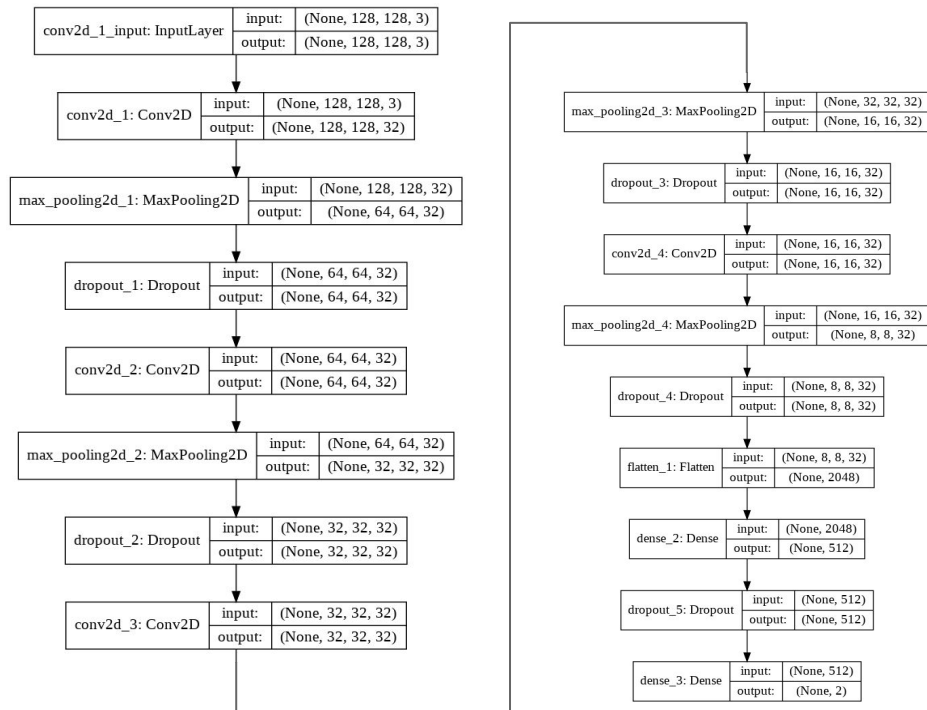 conv2d_1_input: InputLayer
input: (None, 128, 128, 3)
output: (None, 128, 128, 3)
conv2d_1: Conv2D
input: (None, 128, 128, 3)
output: (None, 128, 128, 32)
max_pooling2d_1: MaxPooling2D
input: (None, 128, 128, 32)
output: (None, 64, 64, 32)
dropout_1: Dropout
input: (None, 64, 64, 32)
output: (None, 64, 64, 32)
conv2d_2: Conv2D
input: (None, 64, 64, 32)
output: (None, 64, 64, 32)
max_pooling2d_2: MaxPooling2D
input: (None, 64, 64, 32)
output: (None, 32, 32, 32)
dropout_2: Dropout
input: (None, 32, 32, 32)
output: (None, 32, 32, 32)
conv2d_3: Conv2D
input: (None, 32, 32, 32)
output: (None, 32, 32, 32)
max_pooling2d_3: MaxPooling2D
input: (None, 32, 32, 32)
output: (None, 16, 16, 32)
dropout_3: Dropout
input: (None, 16, 16, 32)
output: (None, 16, 16, 32)
conv2d_4: Conv2D
input: (None, 16, 16, 32)
output: (None, 16, 16, 32)
max_pooling2d_4: MaxPooling2D
input: (None, 16, 16, 32)
output: (None, 8, 8, 32)
dropout_4: Dropout
input: (None, 8, 8, 32)
output: (None, 8, 8, 32)
flatten_1: Flatten
input: (None, 8, 8, 32)
output: (None, 2048)
dense_2: Dense
input: (None, 2048)
output: (None, 512)
dropout_5: Dropout
input: (None, 512)
output: (None, 512)
dense_3: Dense
input: (None, 512)
output: (None, 2)